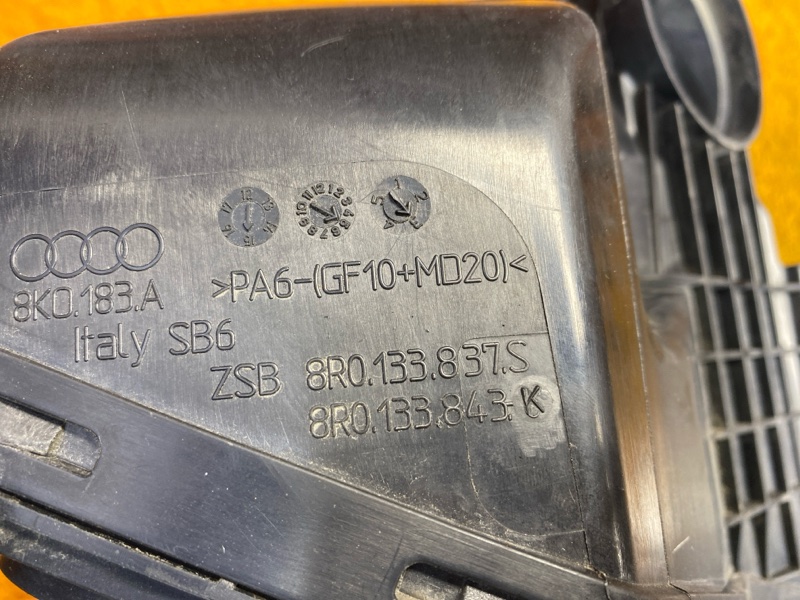 8K0.183.A
>PA6-(GF10+MD20)<
Italy SB6
ZSB 8R0.133.837.S
8R0.133.843.K